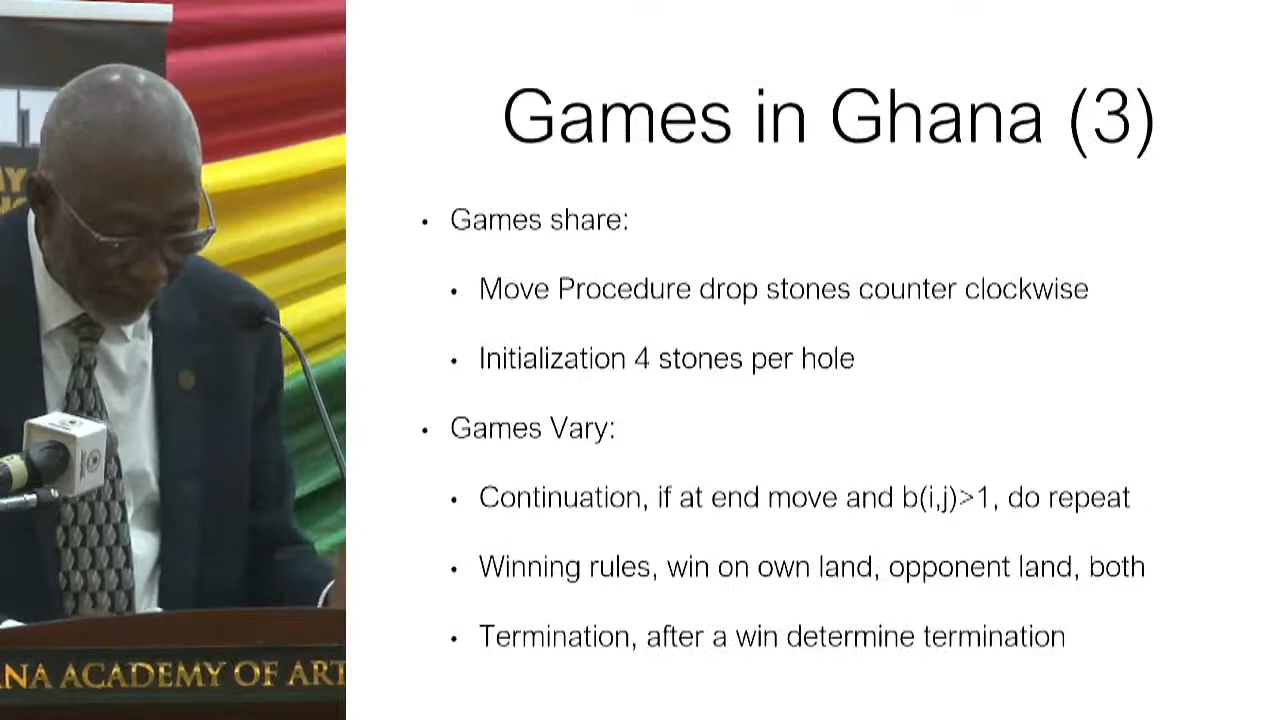 Games in Ghana (3)
• Games share:
• Move Procedure drop stones counter clockwise
• Initialization 4 stones per hole
• Games Vary:
• Continuation, if at end move and b(i,j)>1, do repeat
• Winning rules, win on own land, opponent land, both
• Termination, after a win determine termination
NA ACADEMY OF ART